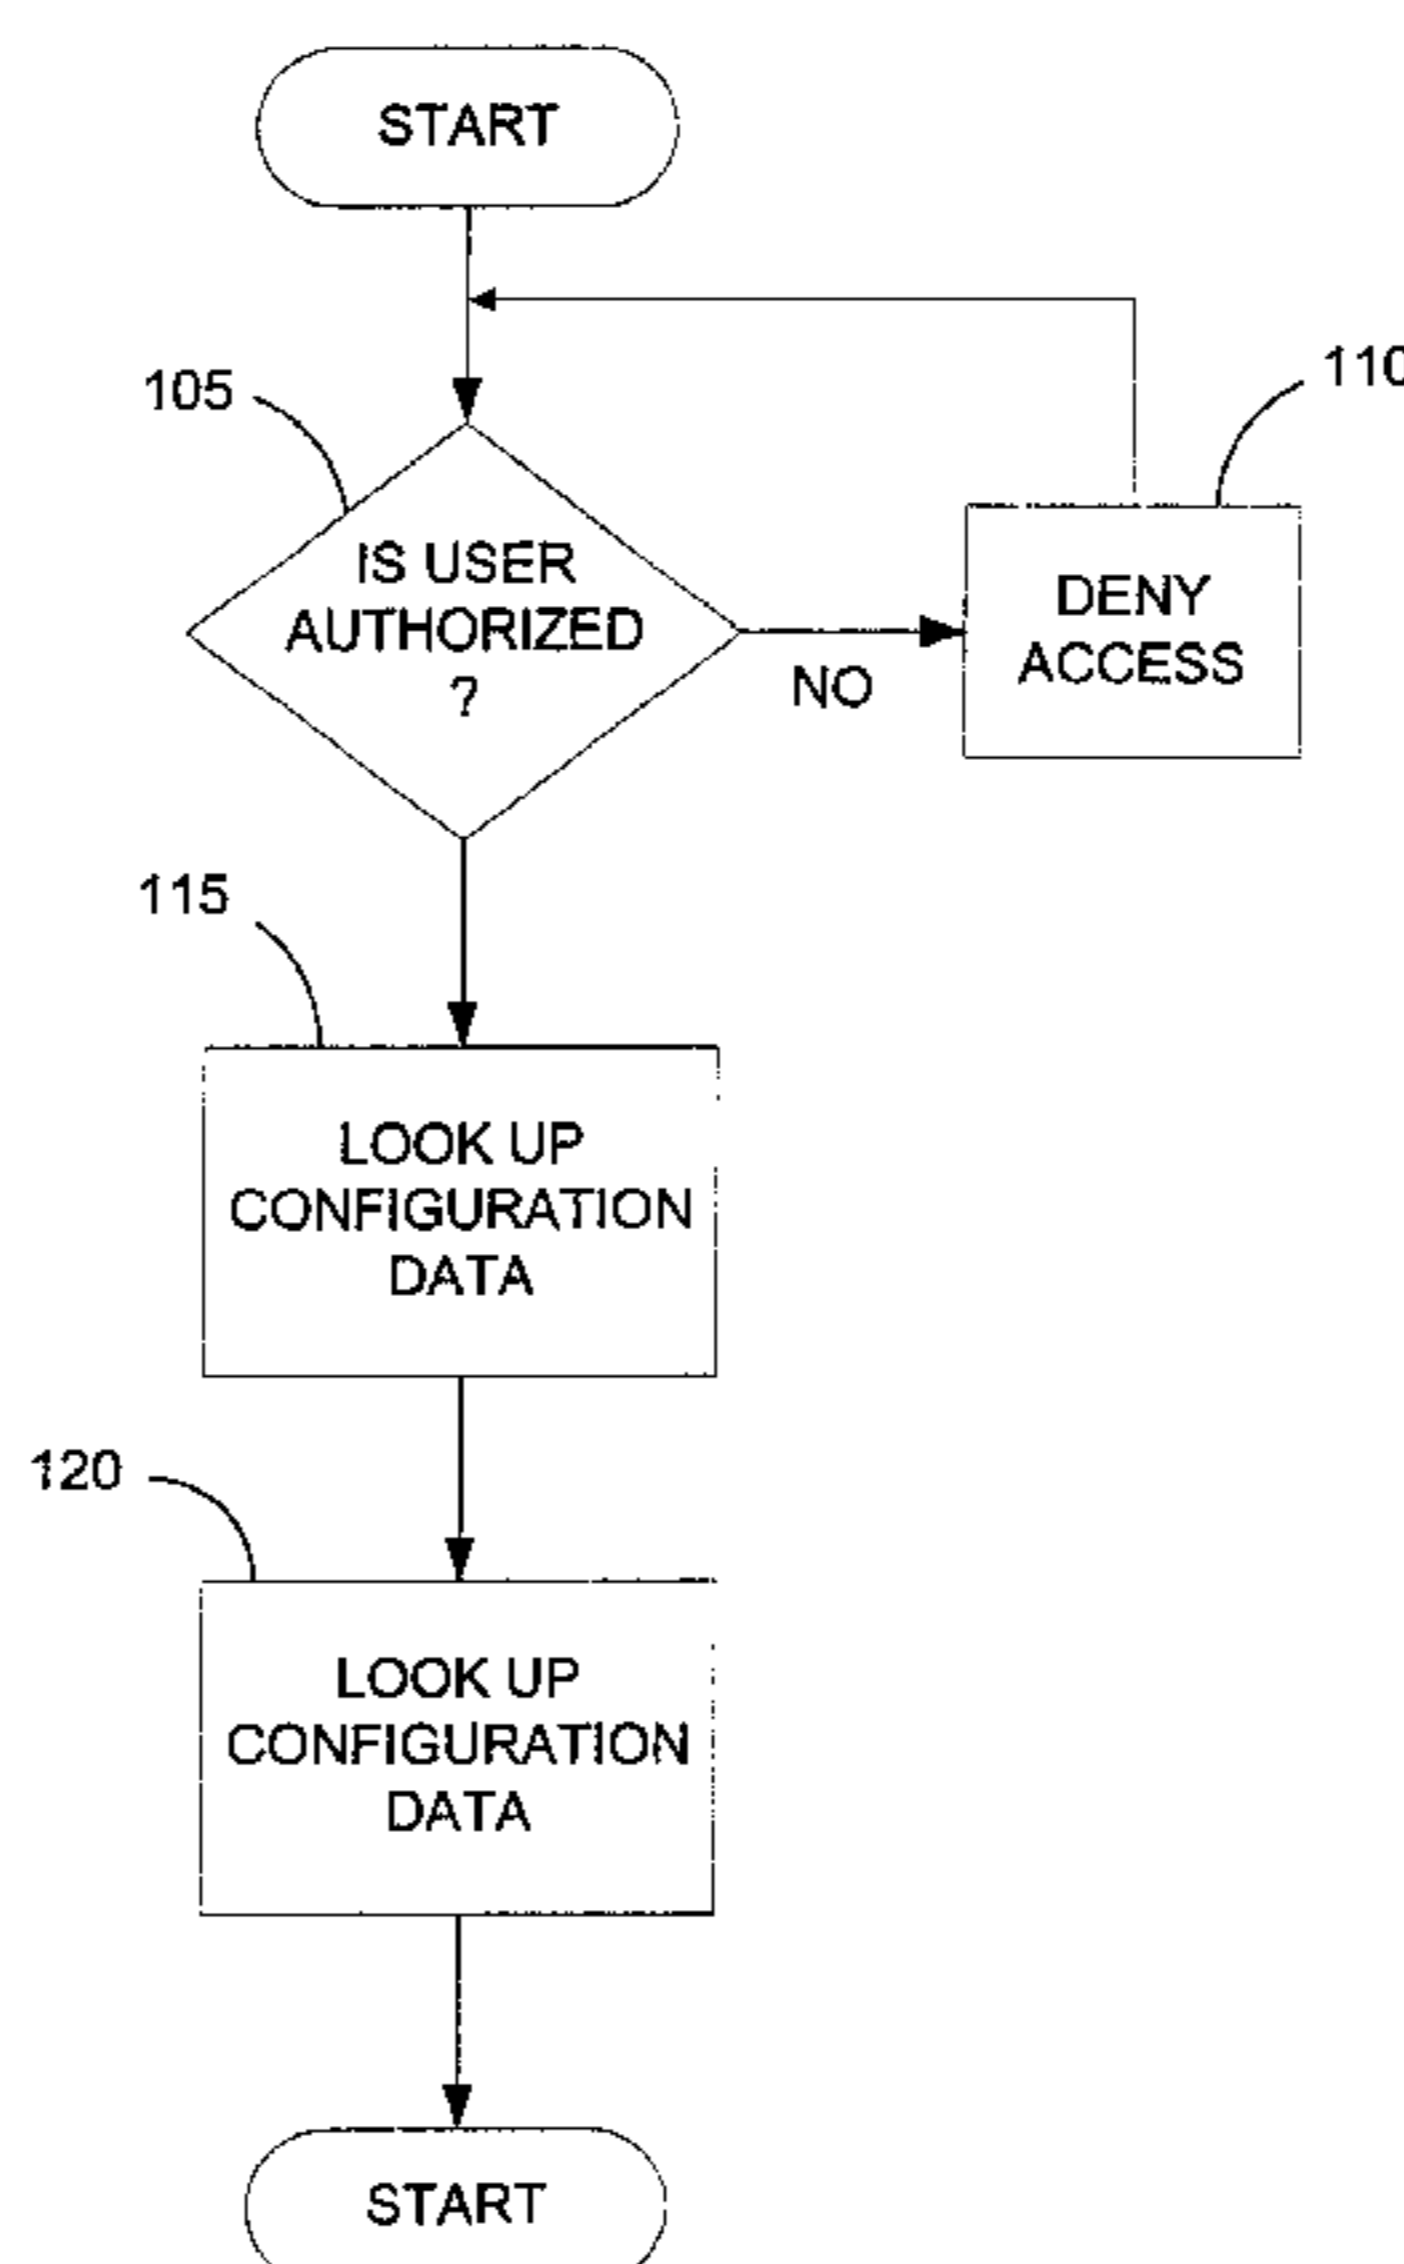 START
110
105
IS USER
AUTHORIZED
?
DENY
ACCESS
NO
115
LOOK UP
CONFIGURATION
DATA
120
LOOK UP
CONFIGURATION
DATA
START